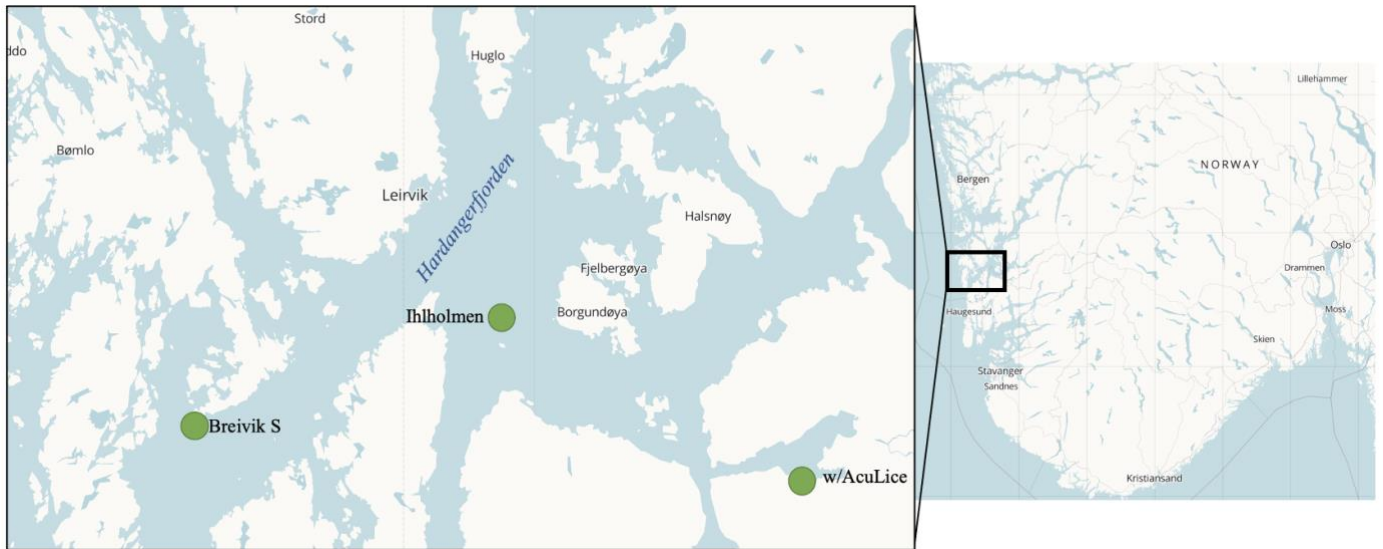 Stord
ddo
Huglo
Bømlo
Leirvik
Hardangerfjorden
Halsnøy
Fjelbergøya
Borgundøya
Ihlholmen
Breivik S
w/AcuLice
Lillehammer
NORWAY
Bergen
Oslo
Drammen
Haugesund
Moss
Skien
Stavanger
Sandnes
Kristiansand